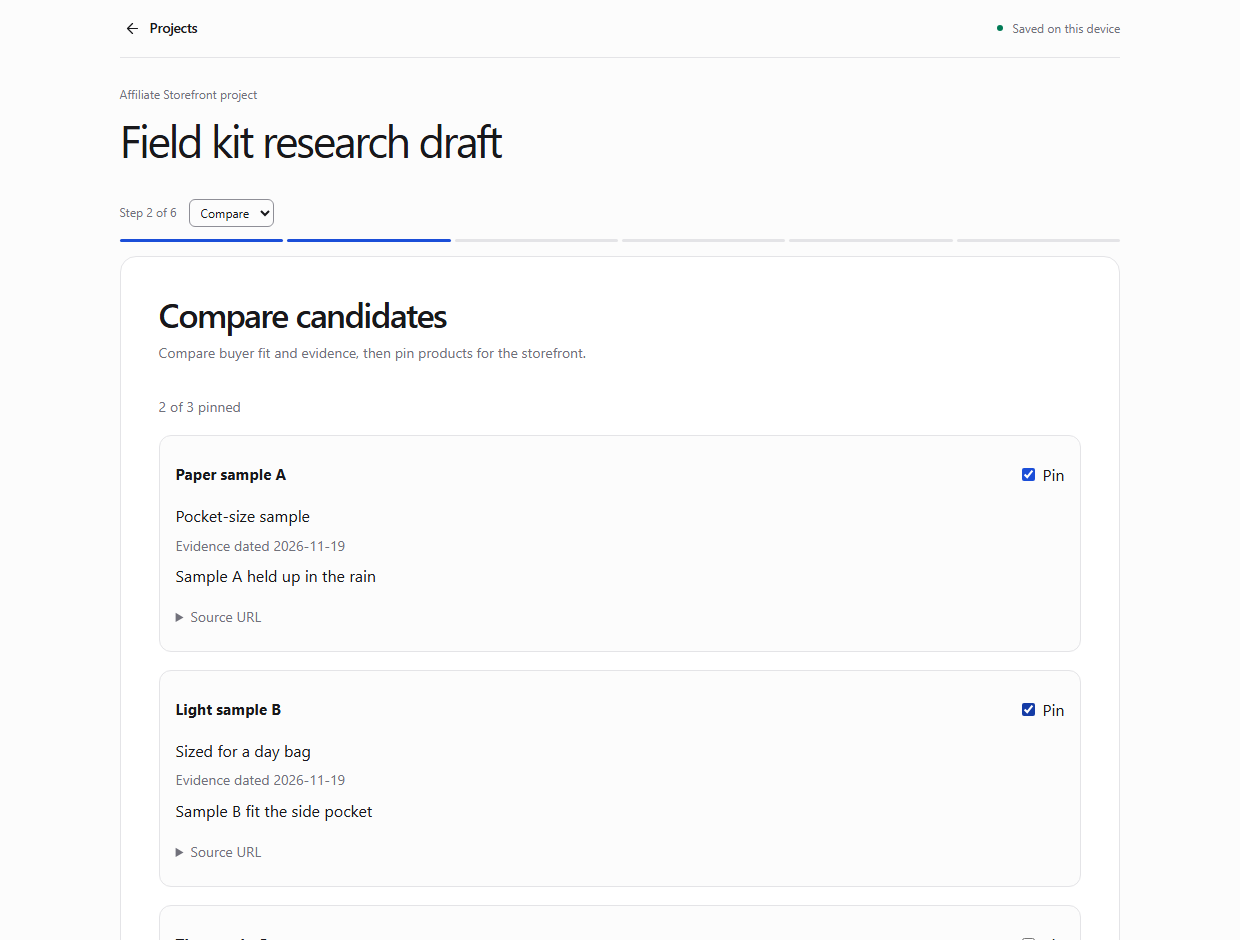 Projects
Saved on this device
Affiliate Storefront project
Field kit research draft
Step 2 of 6
Compare
Compare candidates
Compare buyer fit and evidence, then pin products for the storefront.
2 of 3 pinned
Paper sample A
Pin
Pocket-size sample
Evidence dated 2026-11-19
Sample A held up in the rain
Source URL
Light sample B
Pin
Sized for a day bag
Evidence dated 2026-11-19
Sample B fit the side pocket
Source URL